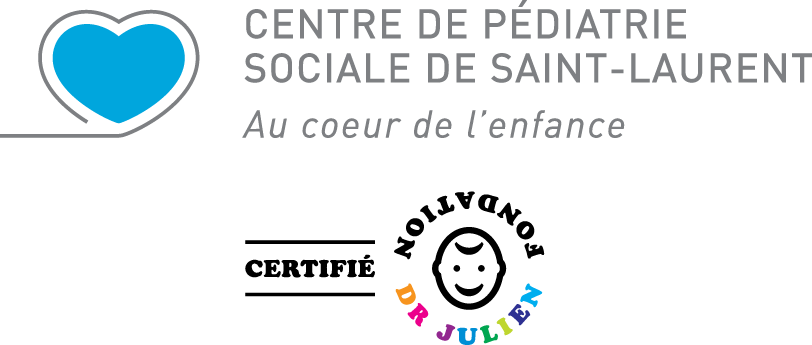 CENTRE DE PÉDIATRIE
SOCIALE DE SAINT-LAURENT
Au coeur de l'enfance
CERTIFIÉ
FONDATION
DR JULIEN